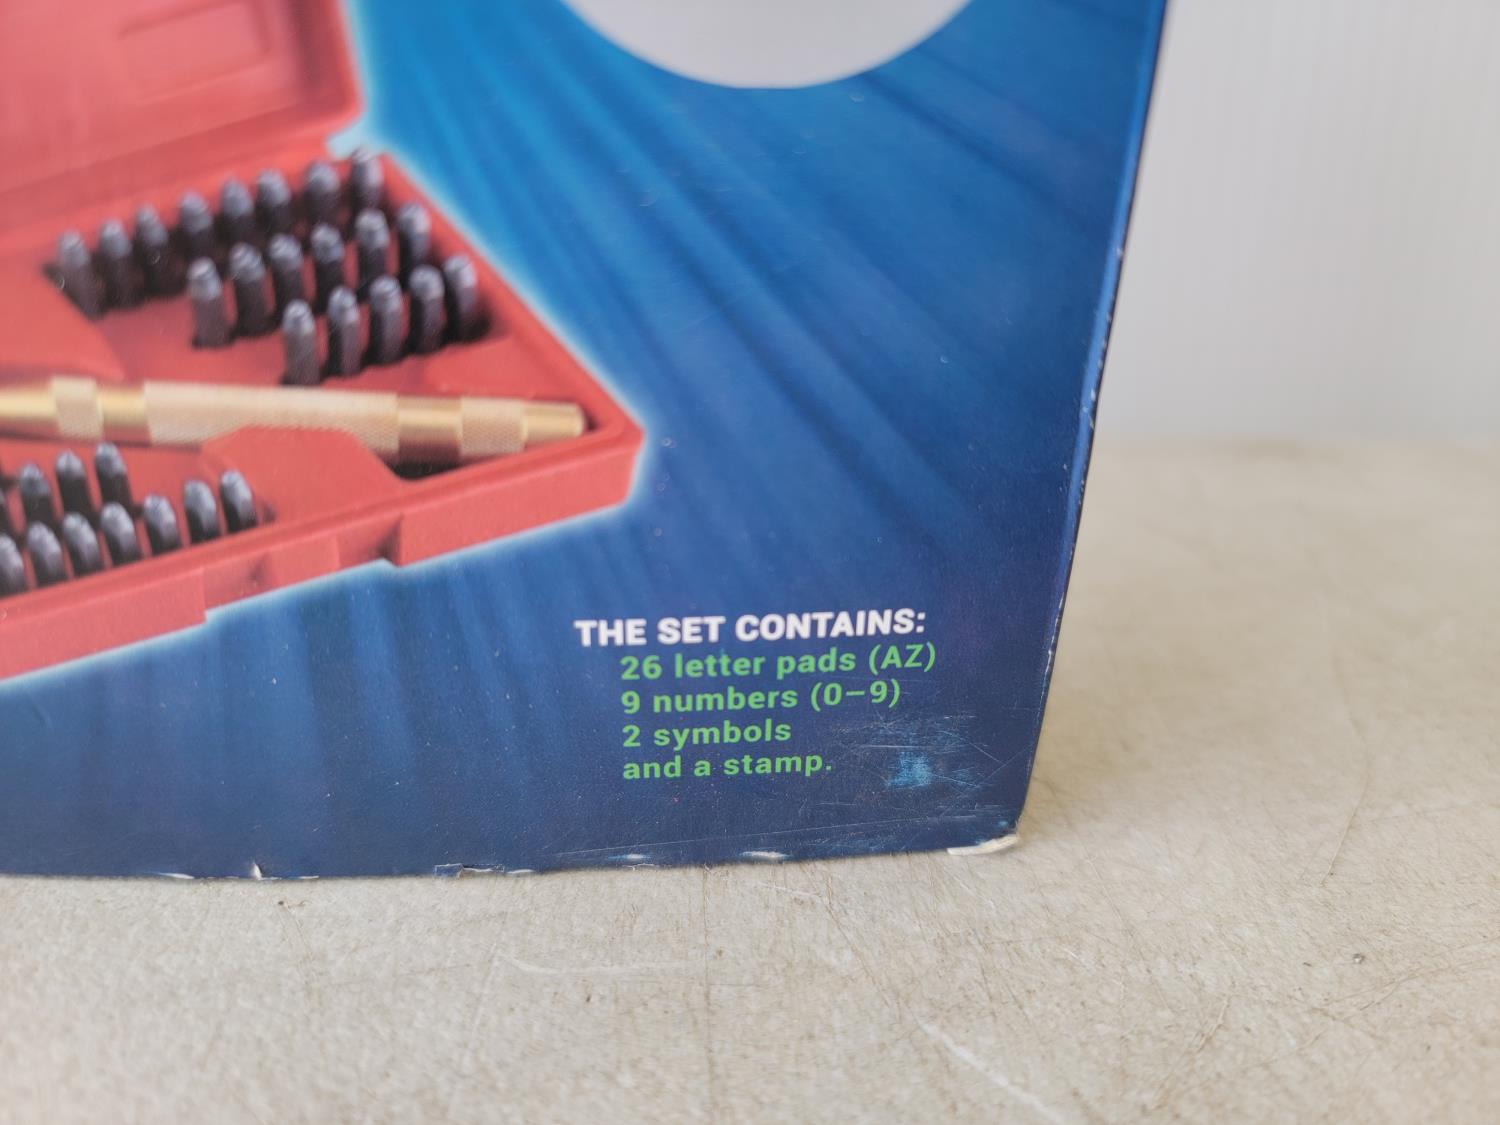 THE SET CONTAINS:
26 letter pads (AZ)
9 numbers (0–9)
2 symbols
and a stamp.